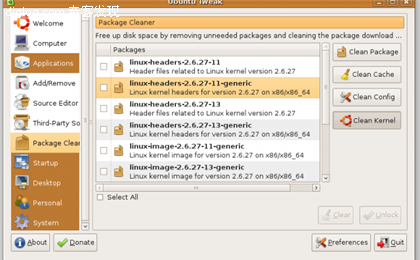 Ubuntu Tweak
Welcome
Computer
Applications
Add/Remove
Source Editor
Third-Party So
Package Clean
Startup
Desktop
Personal
System
Package Cleaner
Free up disk space by removing unneeded packages and cleaning the package download ...
Packages
linux-headers-2.6.27-11
Header files related to Linux kernel version 2.6.27
linux-headers-2.6.27-11-generic
Linux kernel headers for version 2.6.27 on x86/x86_64
linux-headers-2.6.27-13
Header files related to Linux kernel version 2.6.27
linux-headers-2.6.27-13-generic
Linux kernel headers for version 2.6.27 on x86/x86_64
linux-image-2.6.27-11-generic
Linux kernel image for version 2.6.27 on x86/x86_64
linux-image-2.6.27-13-generic
Linux kernel image for version 2.6.27 on x86/x86_64
Select All
Clean Package
Clean Cache
Clean Config
Clean Kernel
Clear
Unlock
About
Donate
Preferences
Quit